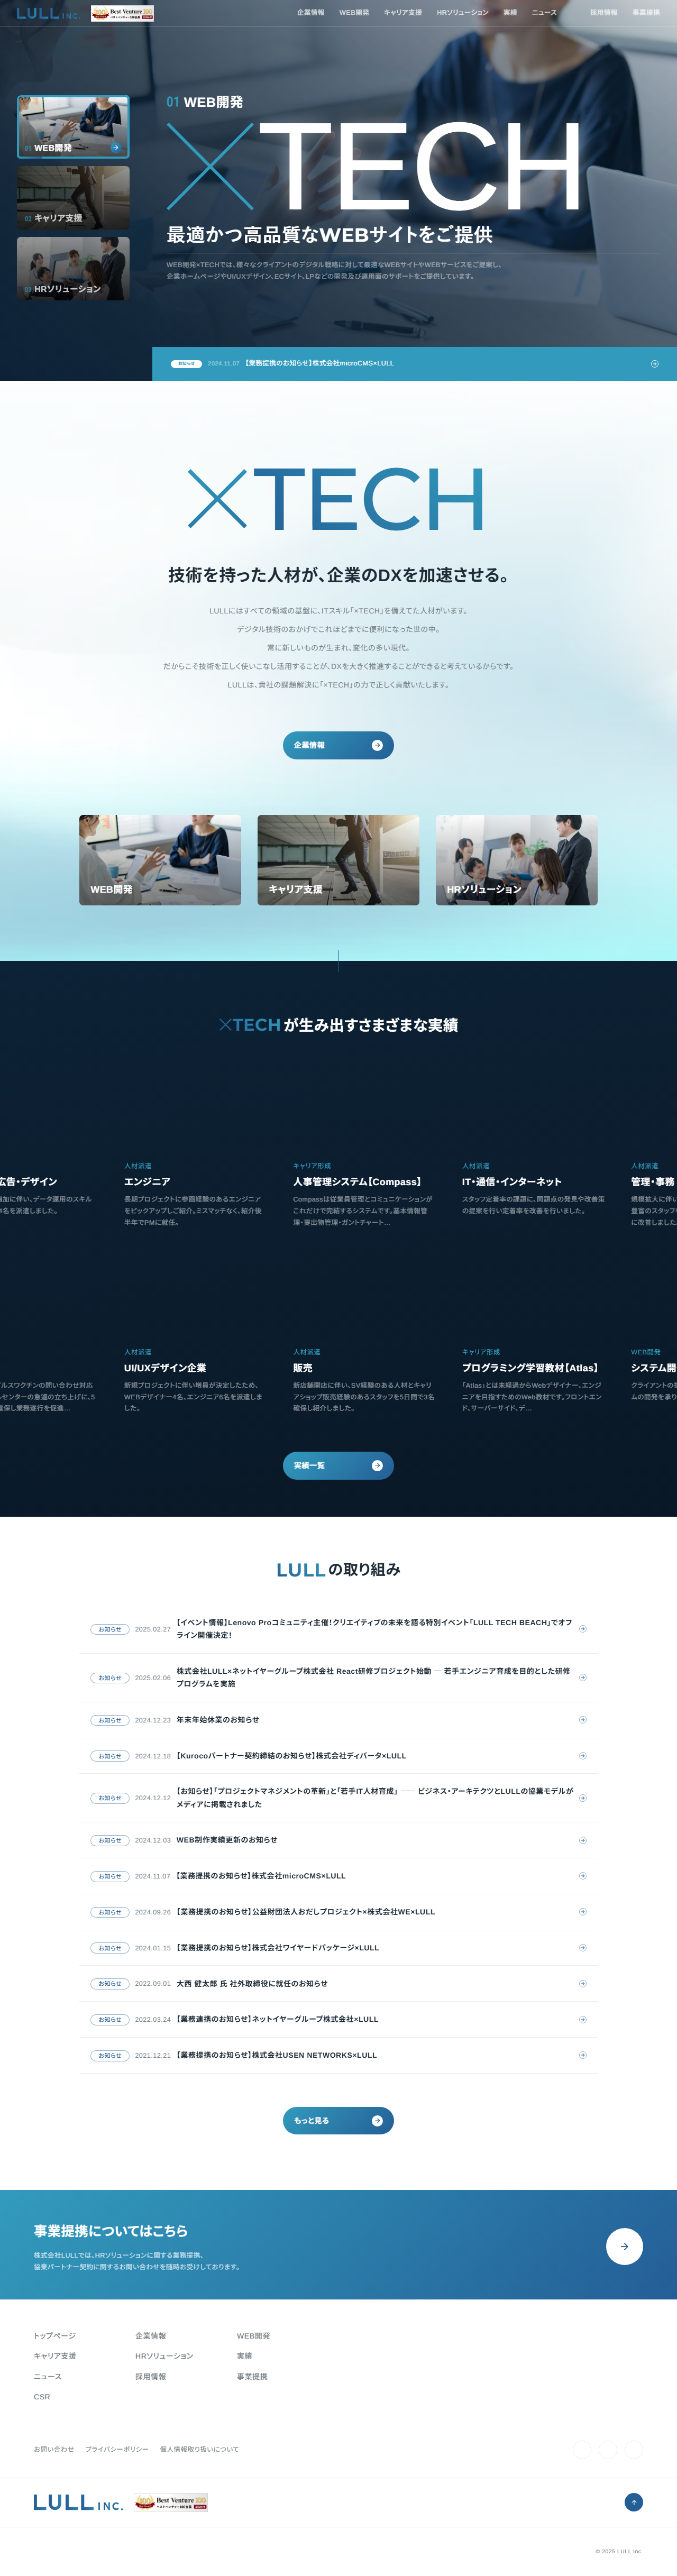 LULL INC.
Best Venture 100
ベストベンチャー100選出
企業情報
WEB開発
キャリア支援
HRソリューション
実績
ニュース
採用情報
事業提携
01 WEB開発
02 キャリア支援
03 HRソリューション
01 WEB開発
×TECH
最適かつ高品質なWEBサイトをご提供
WEB開発×TECHでは、様々なクライアントのデジタル戦略に対して最適なWEBサイトやWEBサービスをご提案し、
企業ホームページやUI/UXデザイン、ECサイト、LPなどの開発及び運用面のサポートをご提供しています。
お知らせ 2024.11.07 【業務提携のお知らせ】株式会社microCMS×LULL
×TECH
技術を持った人材が、企業のDXを加速させる。
LULLにはすべての領域の基盤に、ITスキル「×TECH」を備えてた人材がいます。
デジタル技術のおかげでこれほどまでに便利になった世の中。
常に新しいものが生まれ、変化の多い現代。
だからこそ技術を正しく使いこなし活用することが、DXを大きく推進することができると考えているからです。
LULLは、貴社の課題解決に「×TECH」の力で正しく貢献いたします。
企業情報
WEB開発
キャリア支援
HRソリューション
×TECH が生み出すさまざまな実績
広告・デザイン
増加に伴い、データ運用のスキル
名を派遣しました。
人材派遣
エンジニア
長期プロジェクトに参画経験のあるエンジニア
をピックアップしご紹介。ミスマッチなく、紹介後
半年でPMに就任。
キャリア形成
人事管理システム【Compass】
Compassは従業員管理とコミュニケーションが
これだけで完結するシステムです。基本情報管
理・提出物管理・ガントチャート...
人材派遣
IT・通信・インターネット
スタッフ定着率の課題に、問題点の発見や改善策
の提案を行い定着率を改善を行いました。
人材派遣
管理・事務
規模拡大に伴い
豊富のスタッフ
に改善しました
ルスワクチンの問い合わせ対応
ルセンターの急遽の立ち上げに、5
確保し業務遂行を促進...
人材派遣
UI/UXデザイン企業
新規プロジェクトに伴い増員が決定したため、
WEBデザイナー4名、エンジニア6名を派遣しま
した。
人材派遣
販売
新店舗開店に伴い、SV経験のある人材とキャリ
アショップ販売経験のあるスタッフを5日間で3名
確保し紹介しました。
キャリア形成
プログラミング学習教材【Atlas】
「Atlas」とは未経過からWebデザイナー、エンジ
ニアを目指すためのWeb教材です。フロントエン
ド、サーバーサイド、デ...
WEB開発
システム開
クライアントの
ムの開発を承り
実績一覧
LULL の取り組み
お知らせ 2025.02.27 【イベント情報】Lenovo Proコミュニティ主催！クリエイティブの未来を語る特別イベント「LULL TECH BEACH」でオフ
ライン開催決定！
お知らせ 2025.02.06 株式会社LULL×ネットイヤーグループ株式会社 React研修プロジェクト始動 ― 若手エンジニア育成を目的とした研修
プログラムを実施
お知らせ 2024.12.23 年末年始休業のお知らせ
お知らせ 2024.12.18 【Kurocoパートナー契約締結のお知らせ】株式会社ディバータ×LULL
お知らせ 2024.12.12 【お知らせ】「プロジェクトマネジメントの革新」と「若手IT人材育成」 ―― ビジネス・アーキテクツとLULLの協業モデルが
メディアに掲載されました
お知らせ 2024.12.03 WEB制作実績更新のお知らせ
お知らせ 2024.11.07 【業務提携のお知らせ】株式会社microCMS×LULL
お知らせ 2024.09.26 【業務提携のお知らせ】公益財団法人おだしプロジェクト×株式会社WE×LULL
お知らせ 2024.01.15 【業務提携のお知らせ】株式会社ワイヤードパッケージ×LULL
お知らせ 2022.09.01 大西 健太郎 氏 社外取締役に就任のお知らせ
お知らせ 2022.03.24 【業務連携のお知らせ】ネットイヤーグループ株式会社×LULL
お知らせ 2021.12.21 【業務提携のお知らせ】株式会社USEN NETWORKS×LULL
もっと見る
事業提携についてはこちら
株式会社LULLでは、HRソリューションに関する業務提携、
協業パートナー契約に関するお問い合わせを随時お受けしております。
トップページ
企業情報
WEB開発
キャリア支援
HRソリューション
実績
ニュース
採用情報
事業提携
CSR
お問い合わせ
プライバシーポリシー
個人情報取り扱いについて
LULL INC.
Best Venture 100
ベストベンチャー100選出
© 2025 LULL Inc.